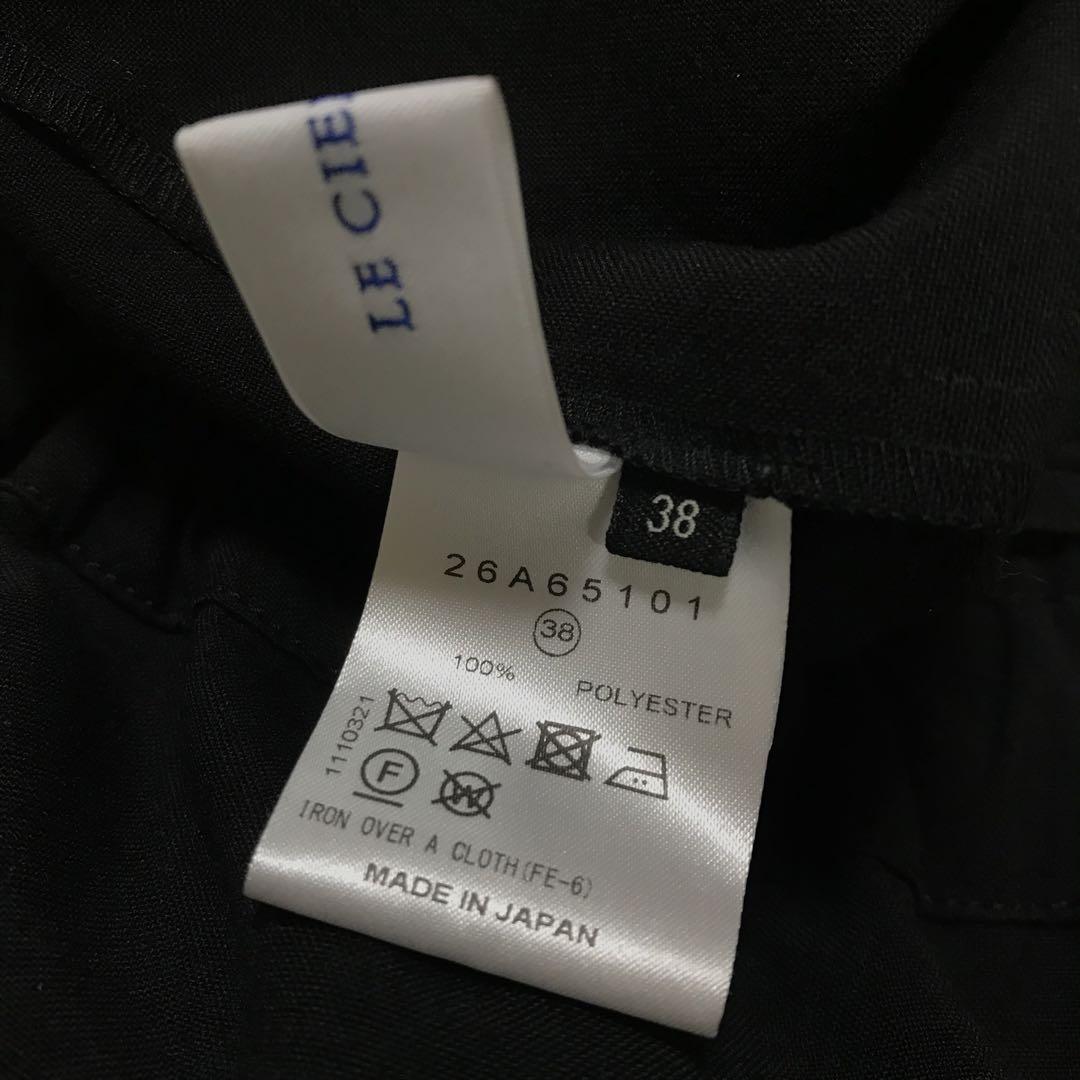 LE CIE
38
26A65101
38
100% POLYESTER
1110321
F
W
IRON OVER A CLOTH(FE-6)
MADE IN JAPAN